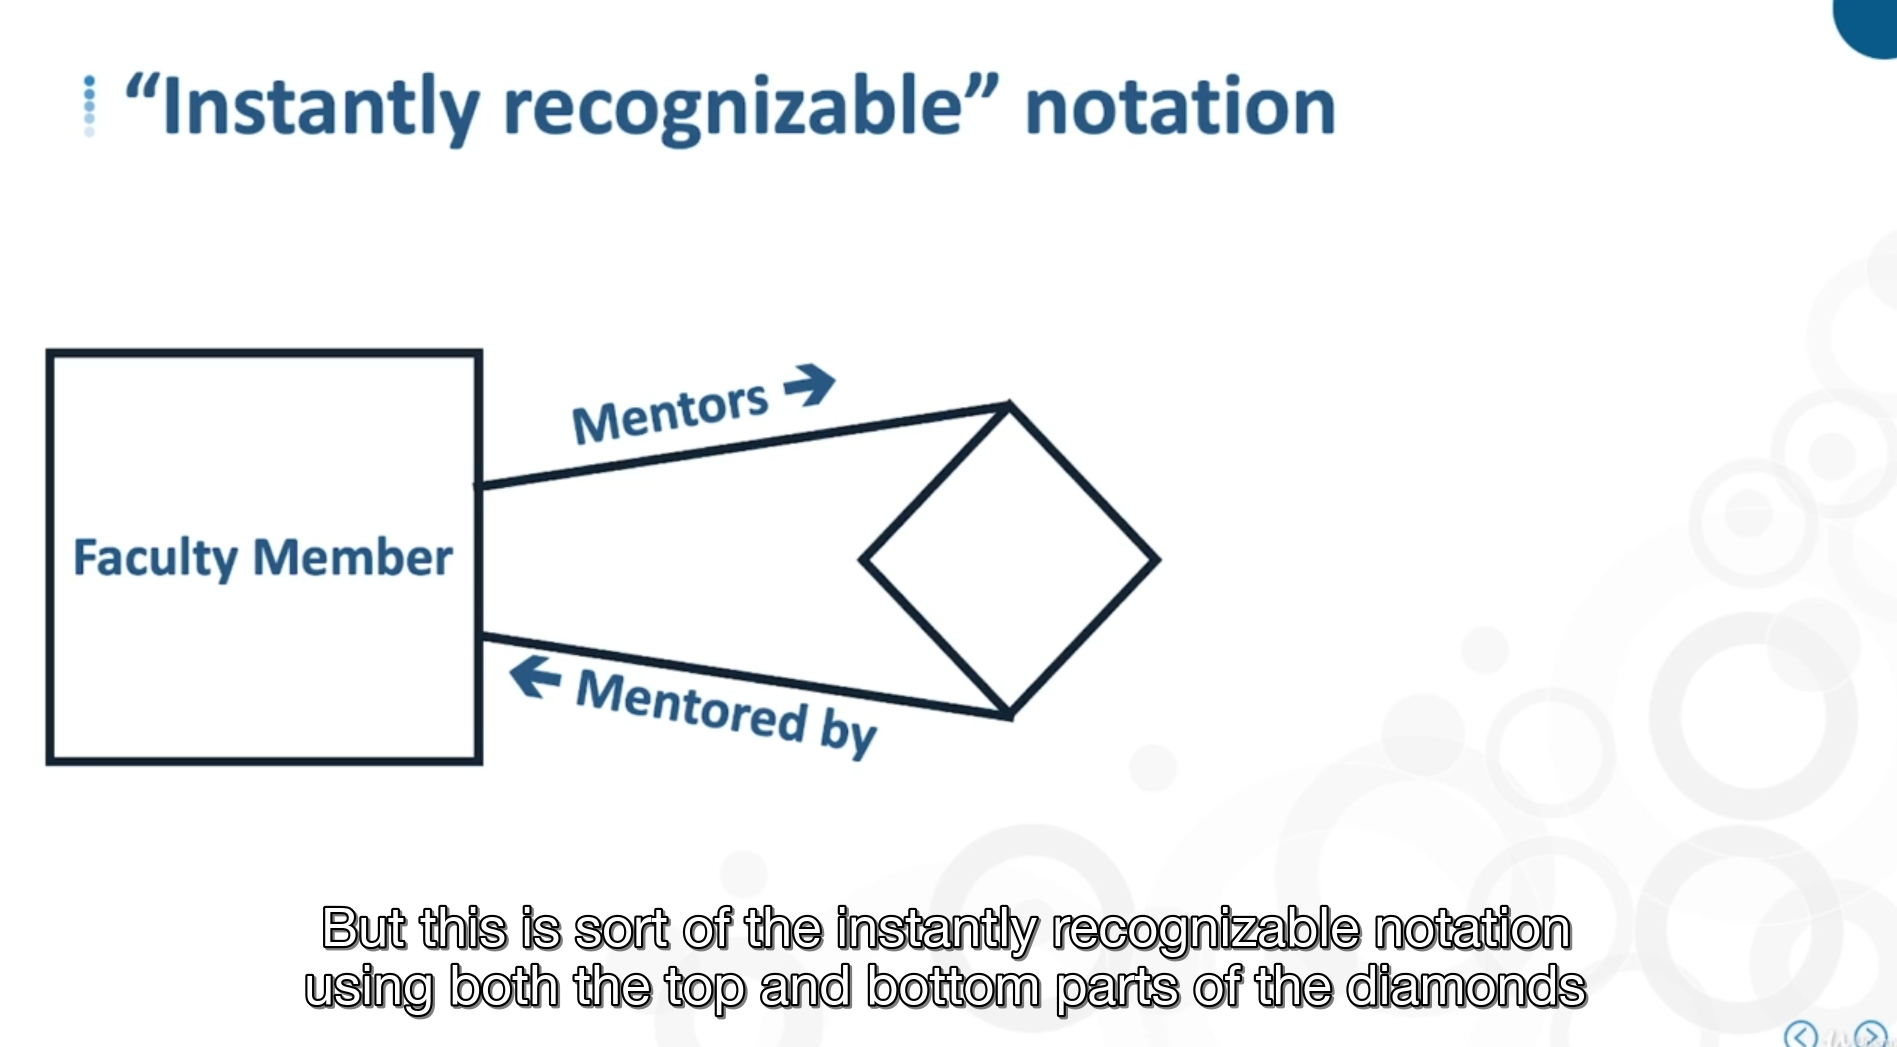 “Instantly recognizable” notation
Mentors
Faculty Member
Mentored by
But this is sort of the instantly recognizable notation
using both the top and bottom parts of the diamonds